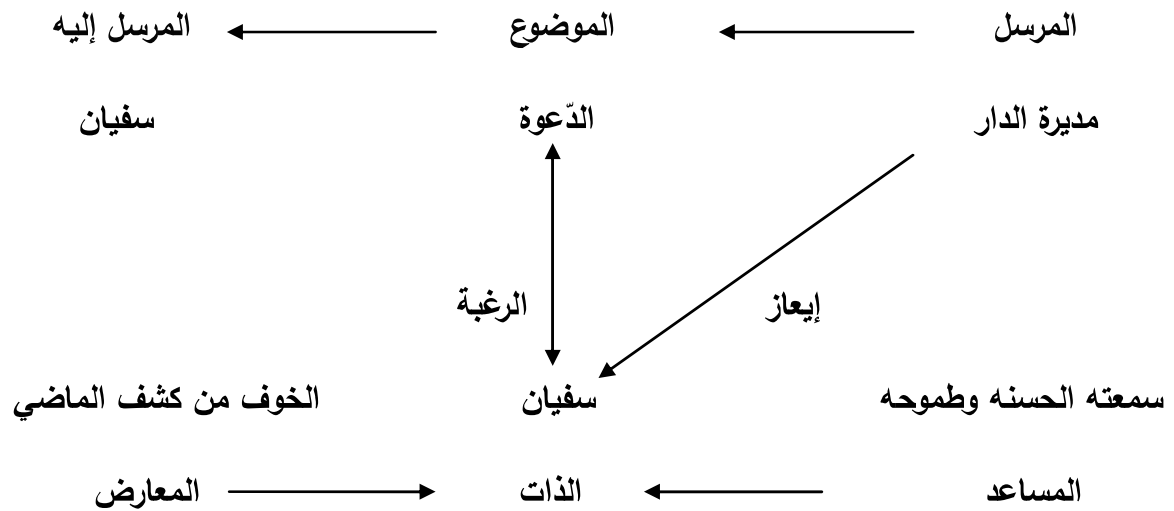 المرسل الموضوع المرسل إليه
مديرة الدار الدّعوة سفيان
إيعاز الرغبة
سمعته الحسنه وطموحه سفيان الخوف من كشف الماضي
المساعد الذات المعارض